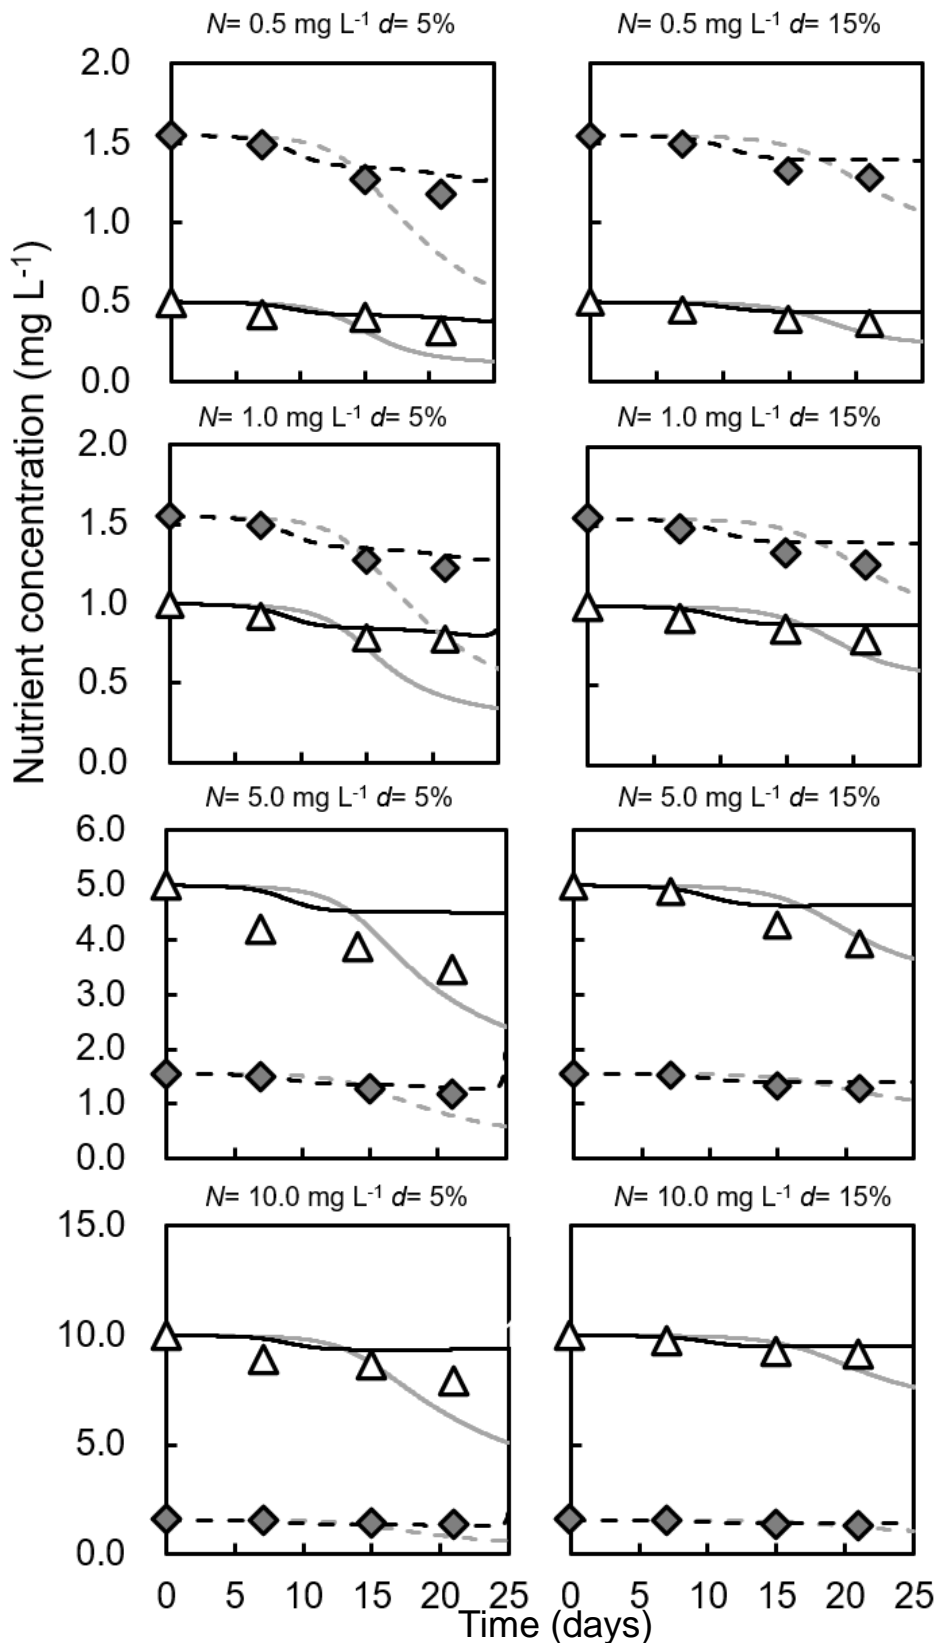 N= 0.5 mg L-1 d= 5%
N= 0.5 mg L-1 d= 15%
2.0
1.5
1.0
0.5
0.0
N= 1.0 mg L-1 d= 5%
N= 1.0 mg L-1 d= 15%
2.0
1.5
1.0
0.5
0.0
Nutrient concentration (mg L-1)
N= 5.0 mg L-1 d= 5%
N= 5.0 mg L-1 d= 15%
6.0
5.0
4.0
3.0
2.0
1.0
0.0
N= 10.0 mg L-1 d= 5%
N= 10.0 mg L-1 d= 15%
15.0
10.0
5.0
0.0
0 5 10 15 20 25
0 5 10 15 20 25
Time (days)